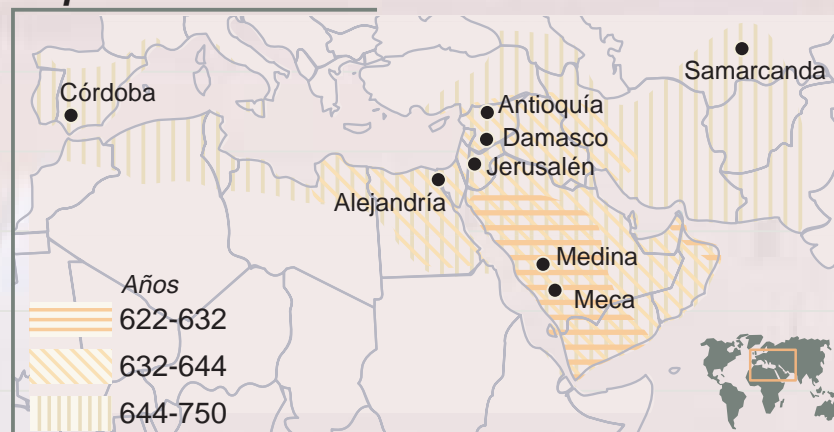 Samarcanda
Córdoba
Antioquía
Damasco
Jerusalén
Alejandría
Medina
Meca
Años
622-632
632-644
644-750